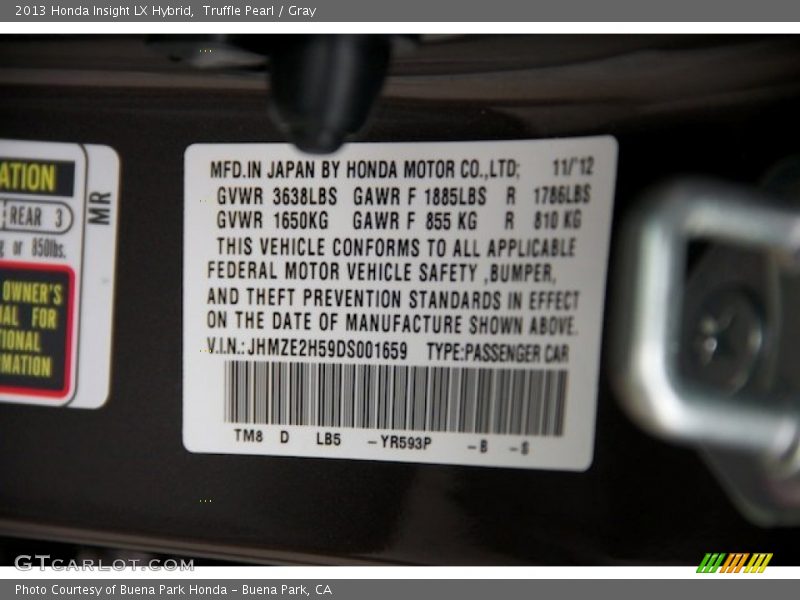 2013 Honda Insight LX Hybrid,  Truffle Pearl / Gray
ATION
REAR 3
or 850lbs.
OWNER'S
FOR
MATION
MR
MFD.IN JAPAN BY HONDA MOTOR CO.,LTD; 11/'12
GVWR 3638LBS GAWR F 1885LBS R 1786LBS
GVWR 1650KG GAWR F 855 KG R 810 KG
THIS VEHICLE CONFORMS TO ALL APPLICABLE
FEDERAL MOTOR VEHICLE SAFETY ,BUMPER,
AND THEFT PREVENTION STANDARDS IN EFFECT
ON THE DATE OF MANUFACTURE SHOWN ABOVE.
V.I.N.: JHMZE2H59DS001659 TYPE:PASSENGER CAR
TM8 D LB5 -YR593P -B -S
GTCARLOT.COM
Photo Courtesy of Buena Park Honda - Buena Park, CA